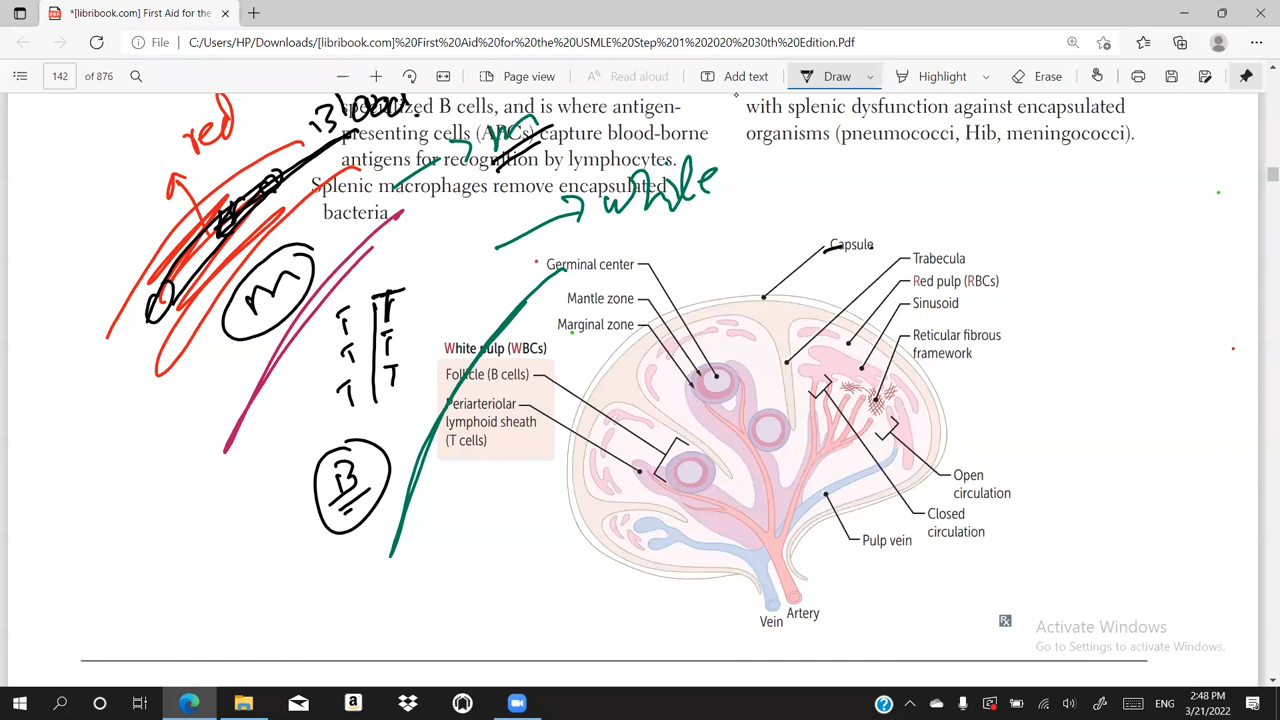 *[libribook.com] First Aid for the
File
C:/Users/HP/Downloads/[libribook.com]%20First%20Aid%20for%20the%20USMLE%20Step%201%202020%2030th%20Edition.Pdf
142 of 876
Page view
Read aloud
Add text
Draw
Highlight
Erase
specialized B cells, and is where antigen-
presenting cells (APCs) capture blood-borne
antigens for recognition by lymphocytes.
Splenic macrophages remove encapsulated
bacteria
with splenic dysfunction against encapsulated
organisms (pneumococci, Hib, meningococci).
Blood
red
m
M
T T
T T
T T
B
Capsule
Germinal center
Mantle zone
Marginal zone
White pulp (WBCs)
Follicle (B cells)
Periarteriolar
lymphoid sheath
(T cells)
Trabecula
Red pulp (RBCs)
Sinusoid
Reticular fibrous
framework
Open
circulation
Closed
circulation
Pulp vein
Artery
Vein
Rx
Activate Windows
Go to Settings to activate Windows.
ENG
2:48 PM
3/21/2022